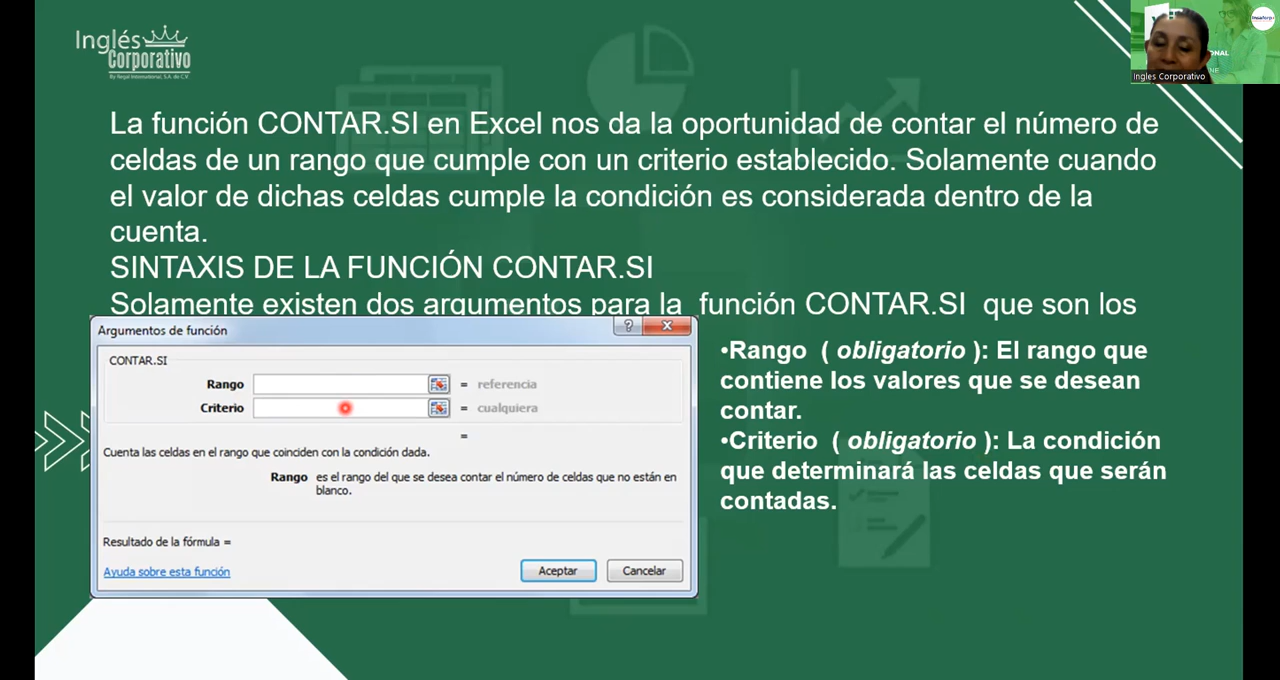 Inglés
Corporativo
By Regal International, S.A. de C.V.
ONAL
NE
Ingles Corporativo
La función CONTAR.SI en Excel nos da la oportunidad de contar el número de
celdas de un rango que cumple con un criterio establecido. Solamente cuando
el valor de dichas celdas cumple la condición es considerada dentro de la
cuenta.
SINTAXIS DE LA FUNCIÓN CONTAR.SI
Solamente existen dos argumentos para la función CONTAR.SI que son los
Argumentos de función
?
X
CONTAR.SI
Rango = referencia
Criterio = cualquiera
=
Cuenta las celdas en el rango que coinciden con la condición dada.
Rango es el rango del que se desea contar el número de celdas que no están en
blanco.
Resultado de la fórmula =
Ayuda sobre esta función
Aceptar
Cancelar
•Rango ( obligatorio ): El rango que
contiene los valores que se desean
contar.
•Criterio ( obligatorio ): La condición
que determinará las celdas que serán
contadas.